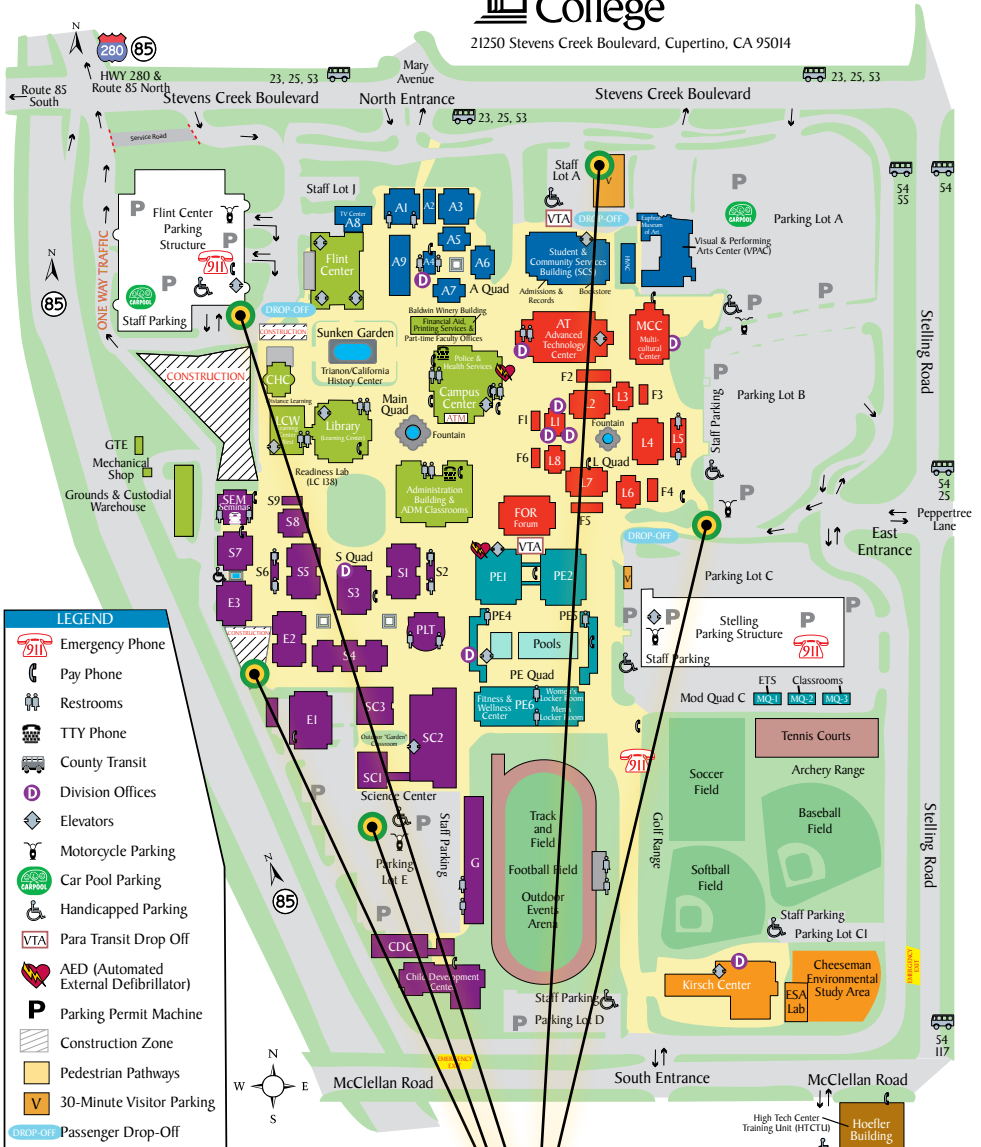 College
21250 Stevens Creek Boulevard, Cupertino, CA 95014
N
280
85
HWY 280 &
Route 85 North
Route 85
South
23, 25, 53
Mary
Avenue
23, 25, 53
Stevens Creek Boulevard
North Entrance
Stevens Creek Boulevard
23, 25, 53
Service Road
54
55
54
Staff
Lot A
V
VTA
DROP-OFF
P
CARPOOL
Parking Lot A
Staff Lot J
TV Center
A8
A1
A2
A3
A5
A4
A6
A9
A7
D
A Quad
P
Flint Center
Parking
Structure
P
911
P
CARPOOL
Staff Parking
ONE WAY TRAFFIC
N
85
Flint
Center
Student &
Community Services
Building (SCS)
Admissions &
Records
Bookstore
Euphrat
Museum
of Art
VPAC
Visual & Performing
Arts Center (VPAC)
P
P
DROP-OFF
CONSTRUCTION
Sunken Garden
Trianon/California
History Center
Baldwin Winery Building
Financial Aid,
Printing Services &
Part-time Faculty Offices
AT
Advanced
Technology
Center
D
MCC
Multi-
cultural
Center
D
Stelling Road
CONSTRUCTION
CHC
Distance Learning
LCW
Library
(Learning Center)
Readiness Lab
(LC 138)
Main
Quad
Fountain
Police &
Health Services
Campus
Center
ATM
F2
F3
L2
L3
D
F1
L1
D
D
Fountain
L4
L5
F6
L8
L Quad
L7
L6
F4
F5
P
Parking Lot B
Staff Parking
P
54
25
GTE
Mechanical
Shop
Grounds & Custodial
Warehouse
Administration
Building &
ADM Classrooms
FOR
Forum
VTA
DROP-OFF
Peppertree
Lane
East
Entrance
SEM
Seminar
S9
S8
S7
S6
S5
S Quad
D
S3
S1
S2
E3
CONSTRUCTION
E2
S4
PLT
PE1
PE2
PE4
PE5
Pools
D
PE Quad
Fitness &
Wellness
Center
PE6
Women's
Locker Room
Men's
Locker Room
V
Parking Lot C
P
P
P
Stelling
Parking Structure
P
911
Staff Parking
ETS
Classrooms
Mod Quad C
MQ-1
MQ-2
MQ-3
E1
SC3
Outdoor "Garden"
Classroom
SC2
SC1
Science Center
911
Tennis Courts
Archery Range
Soccer
Field
Baseball
Field
Softball
Field
Golf Range
Stelling Road
P
P
Parking
Lot E
Staff Parking
P
G
Track
and
Field
Football Field
Outdoor
Events
Arena
N
85
Staff Parking
Parking Lot C1
CDC
Child Development
Center
Staff Parking
P
Parking Lot D
D
Kirsch Center
ESA
Lab
Cheeseman
Environmental
Study Area
EMERGENCY
EXIT
54
117
EMERGENCY
EXIT
McClellan Road
South Entrance
McClellan Road
High Tech Center
Training Unit (HTCTU)
Hoefler
Building
N
W
E
S
LEGEND
911
Emergency Phone
Pay Phone
Restrooms
TTY Phone
County Transit
D
Division Offices
Elevators
Motorcycle Parking
CARPOOL
Car Pool Parking
Handicapped Parking
VTA
Para Transit Drop Off
AED (Automated
External Defibrillator)
P
Parking Permit Machine
Construction Zone
Pedestrian Pathways
V
30-Minute Visitor Parking
DROP-OFF
Passenger Drop-Off